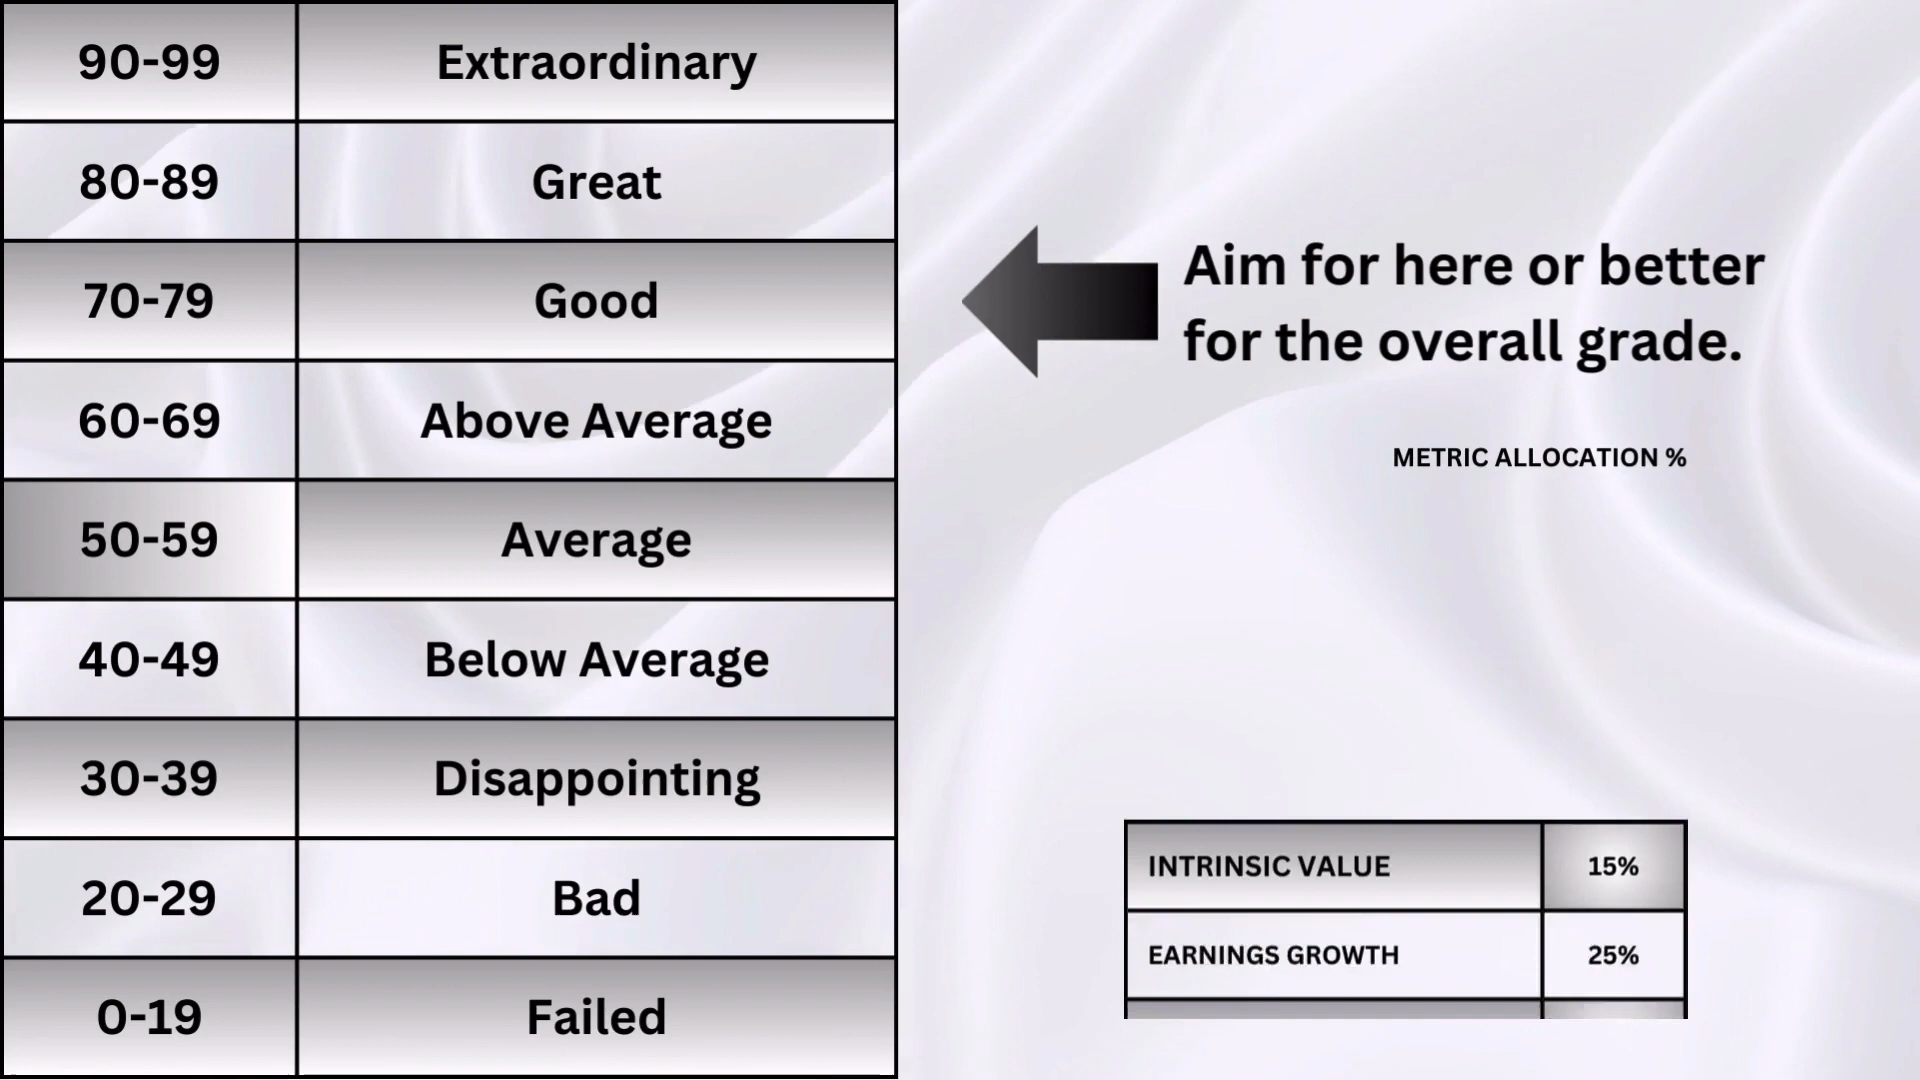 90-99 Extraordinary
80-89 Great
70-79 Good
60-69 Above Average
50-59 Average
40-49 Below Average
30-39 Disappointing
20-29 Bad
0-19 Failed
Aim for here or better
for the overall grade.
METRIC ALLOCATION %
INTRINSIC VALUE 15%
EARNINGS GROWTH 25%